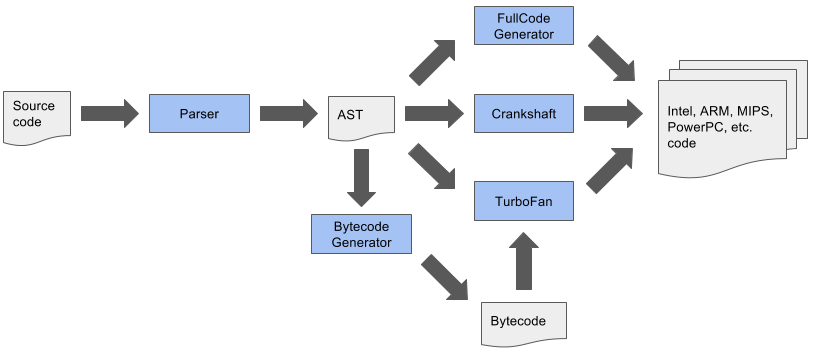 FullCode
Generator
Source
code
Parser
AST
Crankshaft
Intel, ARM, MIPS,
PowerPC, etc.
code
TurboFan
Bytecode
Generator
Bytecode